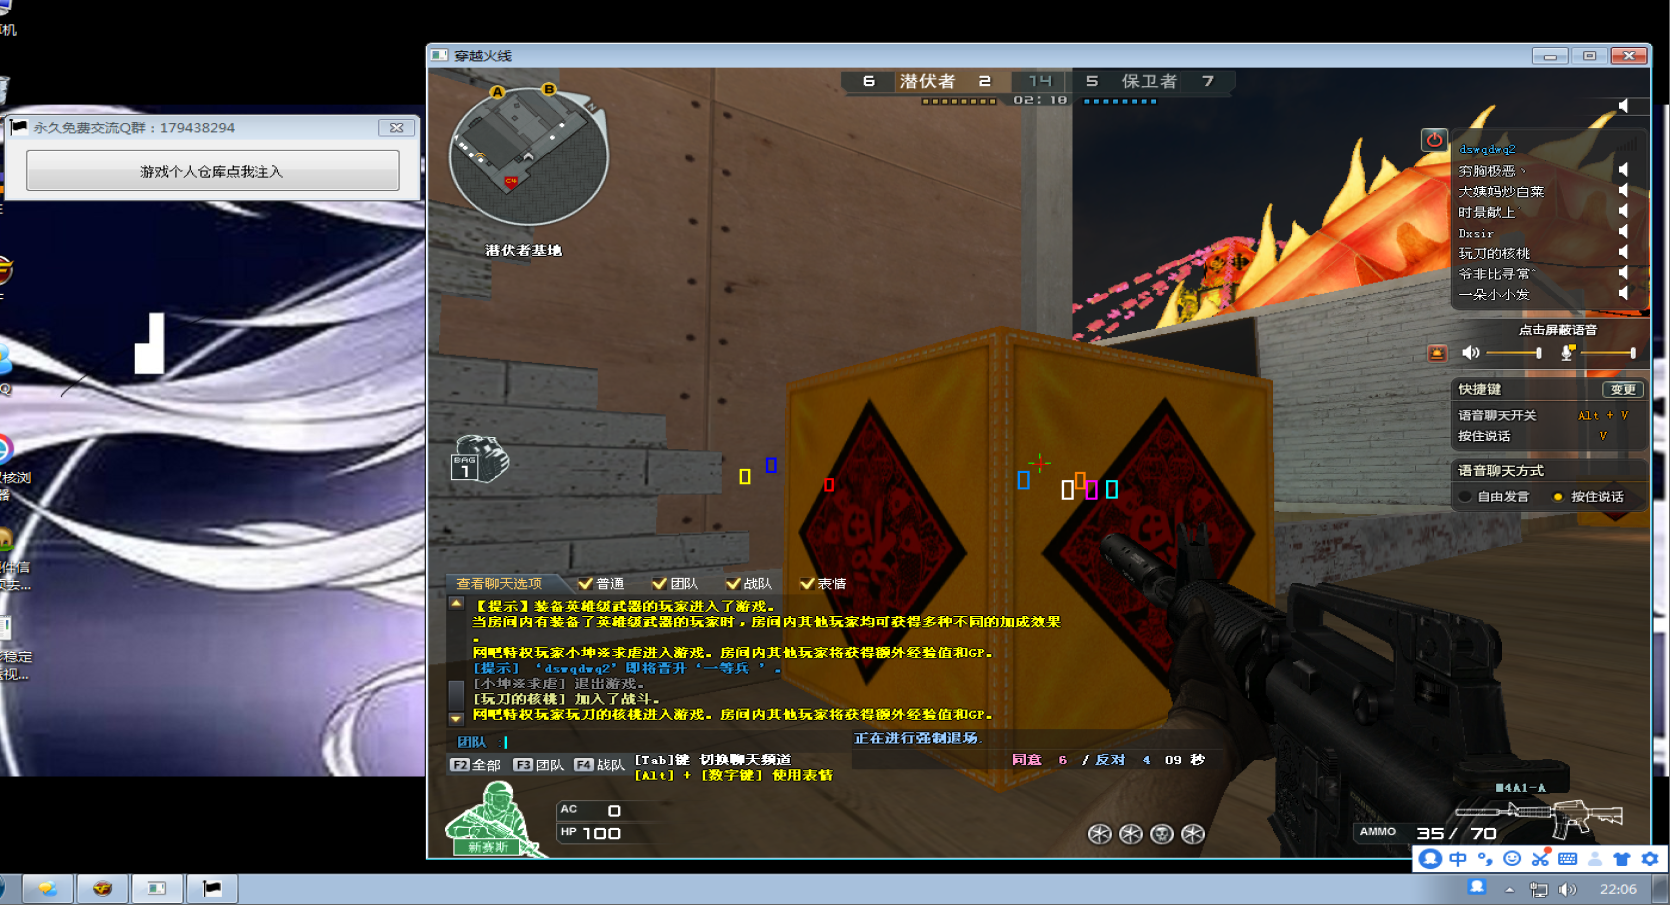 永久免费交流Q群：179438294
游戏个人仓库点我注入
穿越火线
6 潜伏者 2 14 5 保卫者 7
02:18
A B
N
潜伏者基地
dswqdwq2
穷胸极恶丶
大姨妈炒白菜
时景献上^
Dxsir
玩刀的核桃
爷非比寻常^
一朵小小发
点击屏蔽语音
快捷键 变更
语音聊天开关 Alt + V
按住说话 V
语音聊天方式
自由发言 按住说话
BAG
1
查看聊天选项 普通 团队 战队 表情
【提示】装备英雄级武器的玩家进入了游戏。
当房间内有装备了英雄级武器的玩家时，房间内其他玩家均可获得多种不同的加成效果
。
网吧特权玩家小坤※求虐进入游戏。房间内其他玩家将获得额外经验值和GP。
[提示] ‘dswqdwq2’即将晋升‘一等兵 ’。
[小坤※求虐] 退出游戏。
[玩刀的核桃] 加入了战斗。
网吧特权玩家玩刀的核桃进入游戏。房间内其他玩家将获得额外经验值和GP。
团队 :
正在进行强制退场.
F2 全部 F3 团队 F4 战队
[Tab]键 切换聊天频道
[Alt] + [数字键] 使用表情
同意 6 / 反对 4 09 秒
AC 0
HP 100
新赛斯
M4A1-A
AMMO 35/ 70
中
22:06
机
Q
核浏
器
件信
稳定